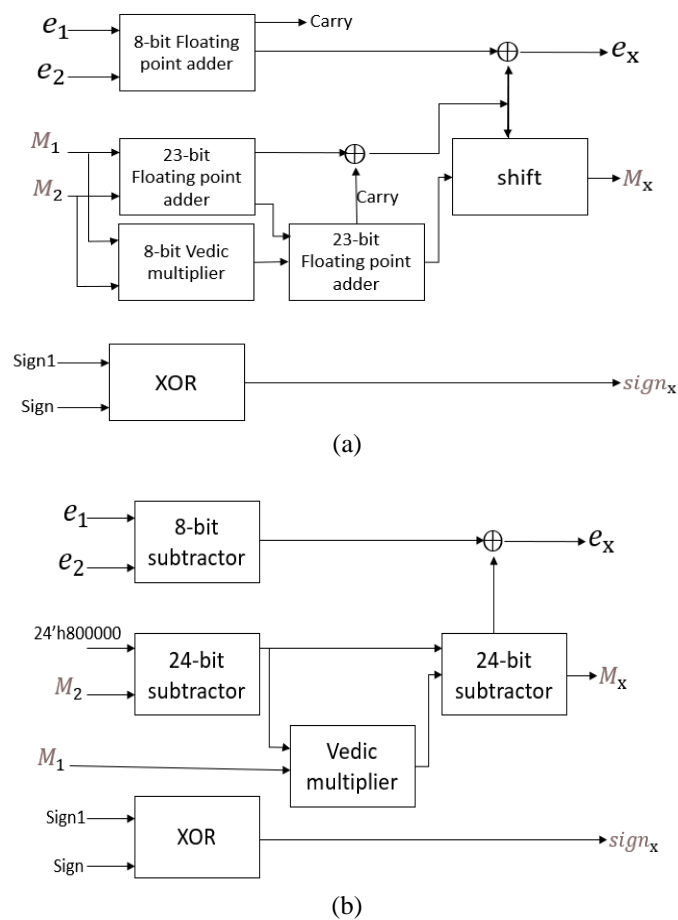 e₁
8-bit Floating
point adder
Carry
eₓ
e₂
M₁
23-bit
Floating point
adder
M₂
shift
Mₓ
Carry
8-bit Vedic
multiplier
23-bit
Floating point
adder
Sign1
XOR
signₓ
Sign
(a)
e₁
8-bit
subtractor
eₓ
e₂
24'h800000
24-bit
subtractor
24-bit
subtractor
Mₓ
M₂
Vedic
multiplier
M₁
Sign1
XOR
signₓ
Sign
(b)